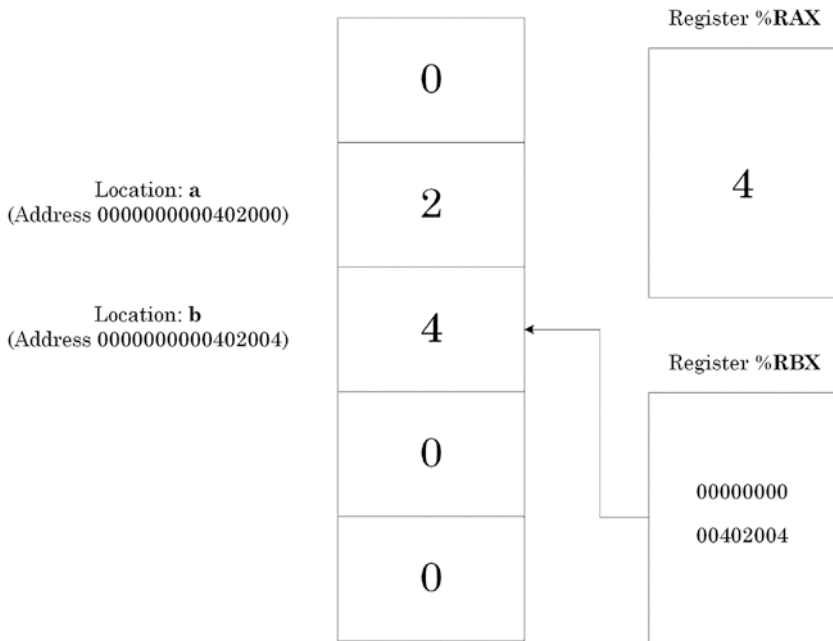 0
Register %RAX
4
Location: a
(Address 0000000000402000)
2
Location: b
(Address 0000000000402004)
4
Register %RBX
0
00000000
00402004
0